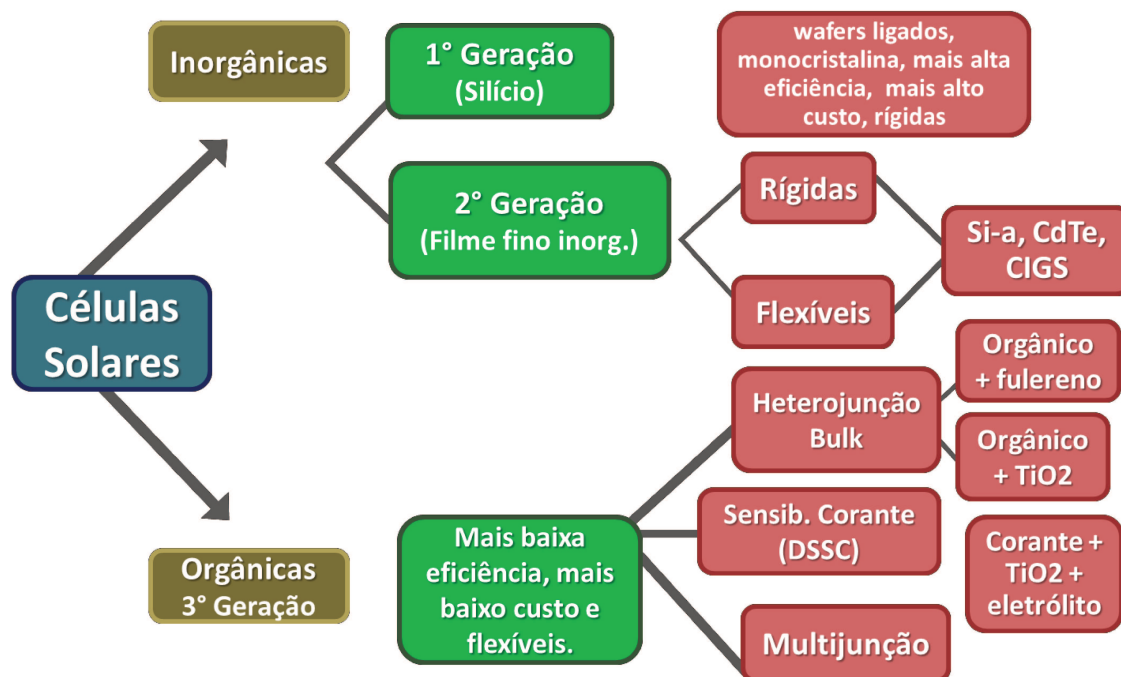 Inorgânicas
1° Geração
(Silício)
wafers ligados,
monocristalina, mais alta
eficiência, mais alto
custo, rígidas
2° Geração
(Filme fino inorg.)
Rígidas
Flexíveis
Si-a, CdTe,
CIGS
Células
Solares
Orgânicas
3° Geração
Mais baixa
eficiência, mais
baixo custo e
flexíveis.
Heterojunção
Bulk
Orgânico
+ fulereno
Orgânico
+ TiO2
Sensib. Corante
(DSSC)
Corante +
TiO2 +
eletrólito
Multijunção